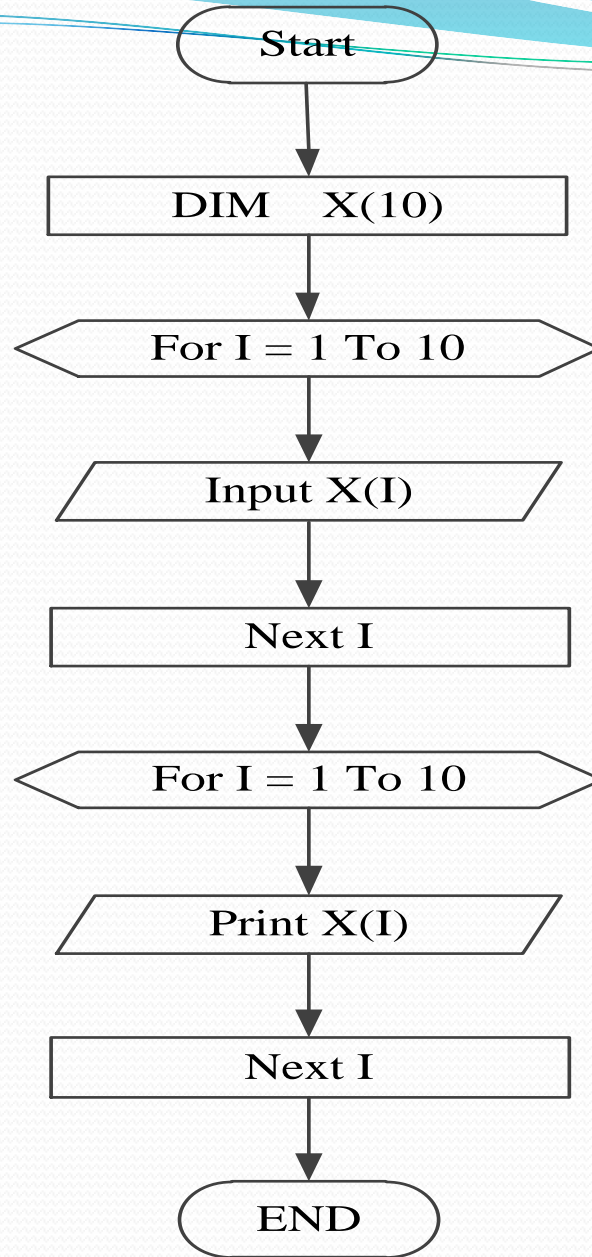 Start
DIM X(10)
For I = 1 To 10
Input X(I)
Next I
For I = 1 To 10
Print X(I)
Next I
END